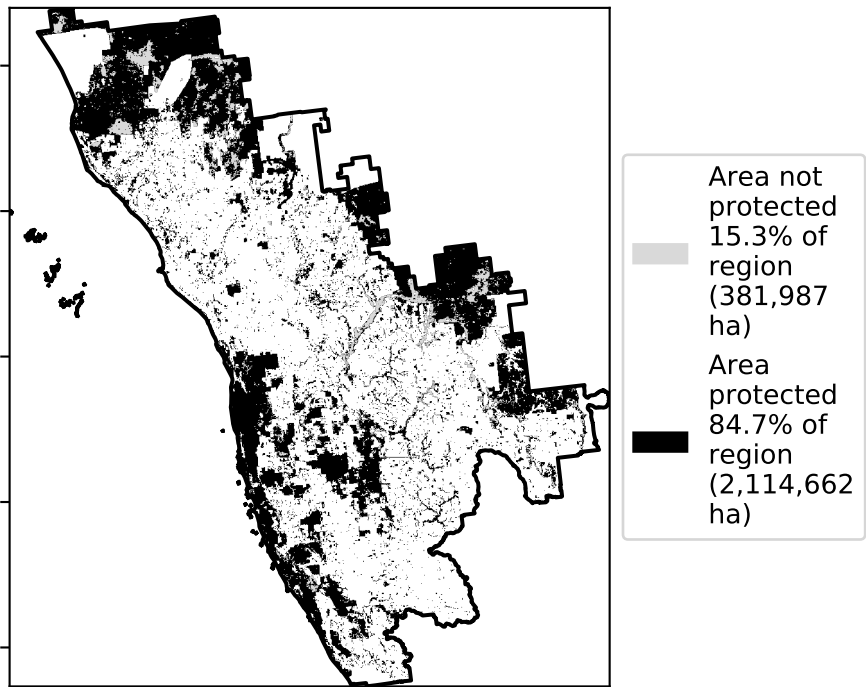 Area not
protected
15.3% of
region
(381,987
ha)
Area
protected
84.7% of
region
(2,114,662
ha)